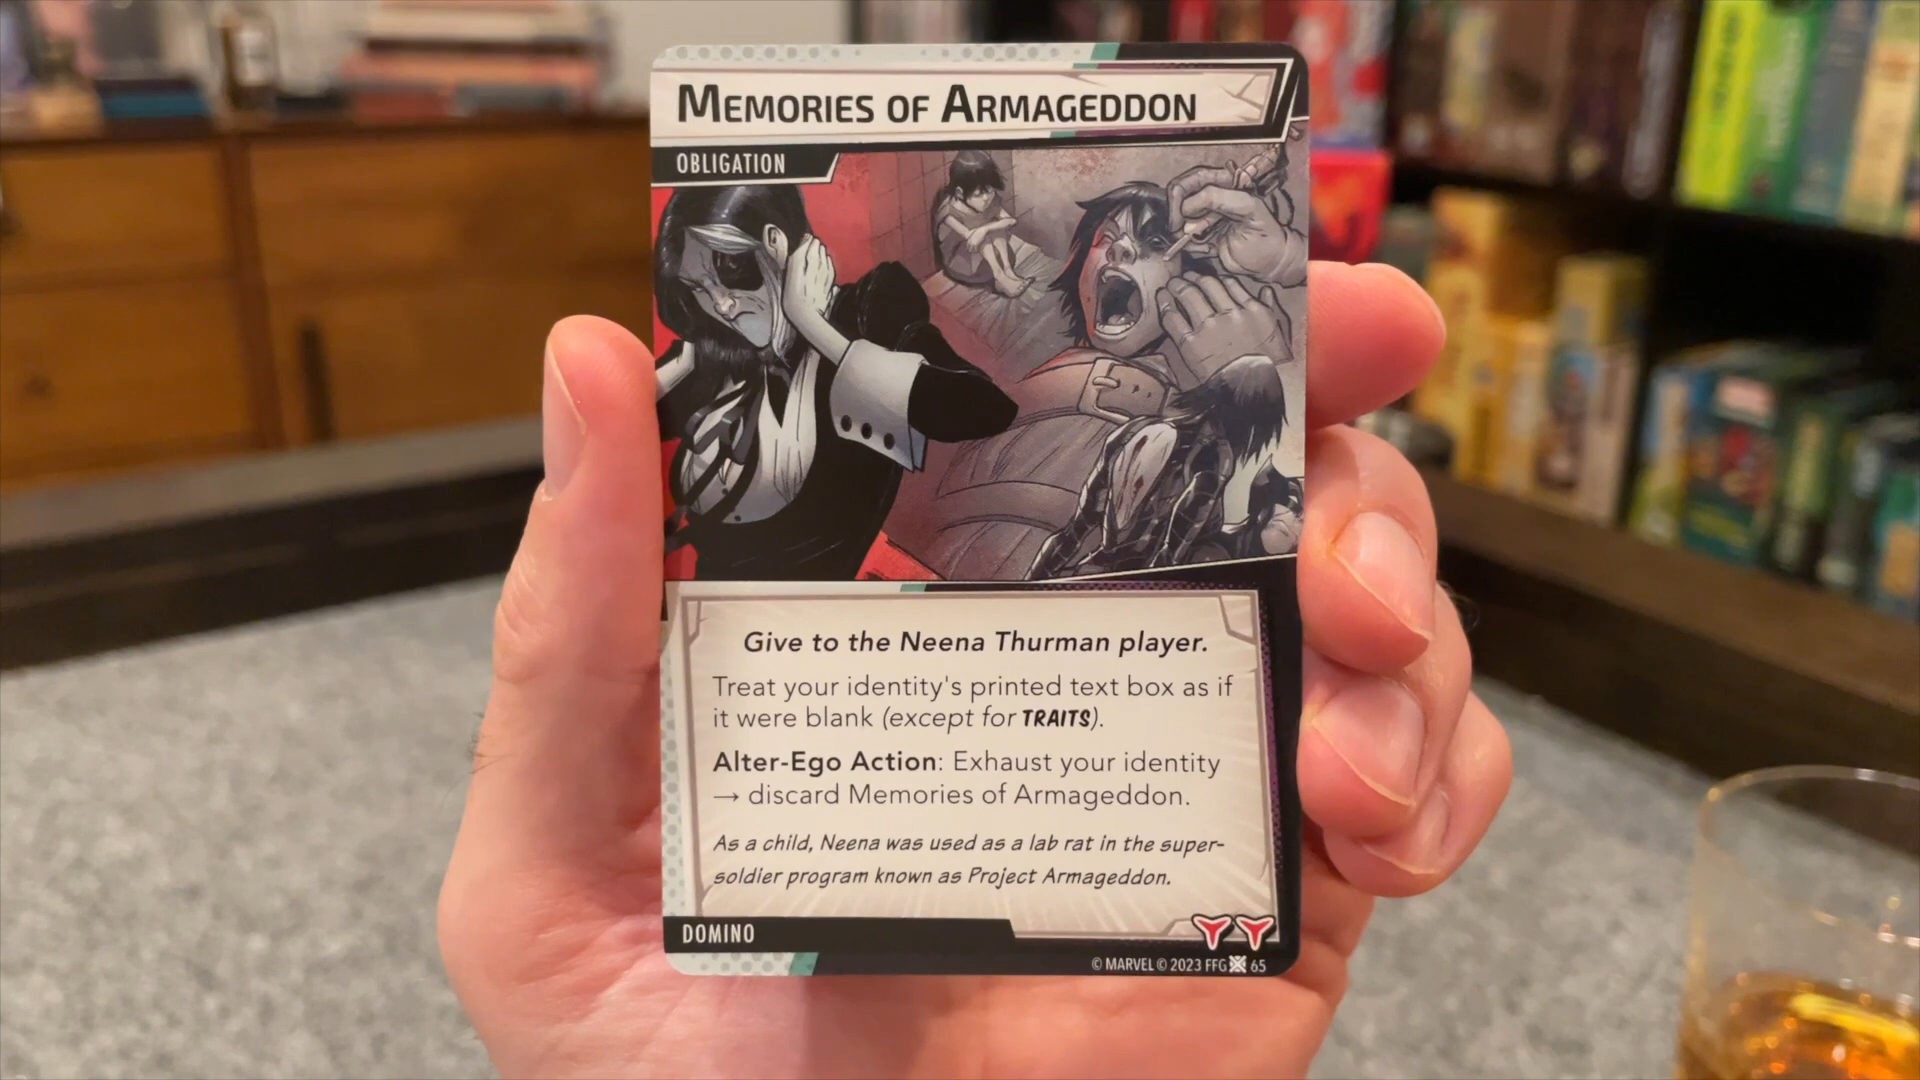 MEMORIES OF ARMAGEDDON
OBLIGATION
Give to the Neena Thurman player.
Treat your identity's printed text box as if
it were blank (except for TRAITS).
Alter-Ego Action: Exhaust your identity
→ discard Memories of Armageddon.
As a child, Neena was used as a lab rat in the super-
soldier program known as Project Armageddon.
DOMINO
© MARVEL © 2023 FFG 65